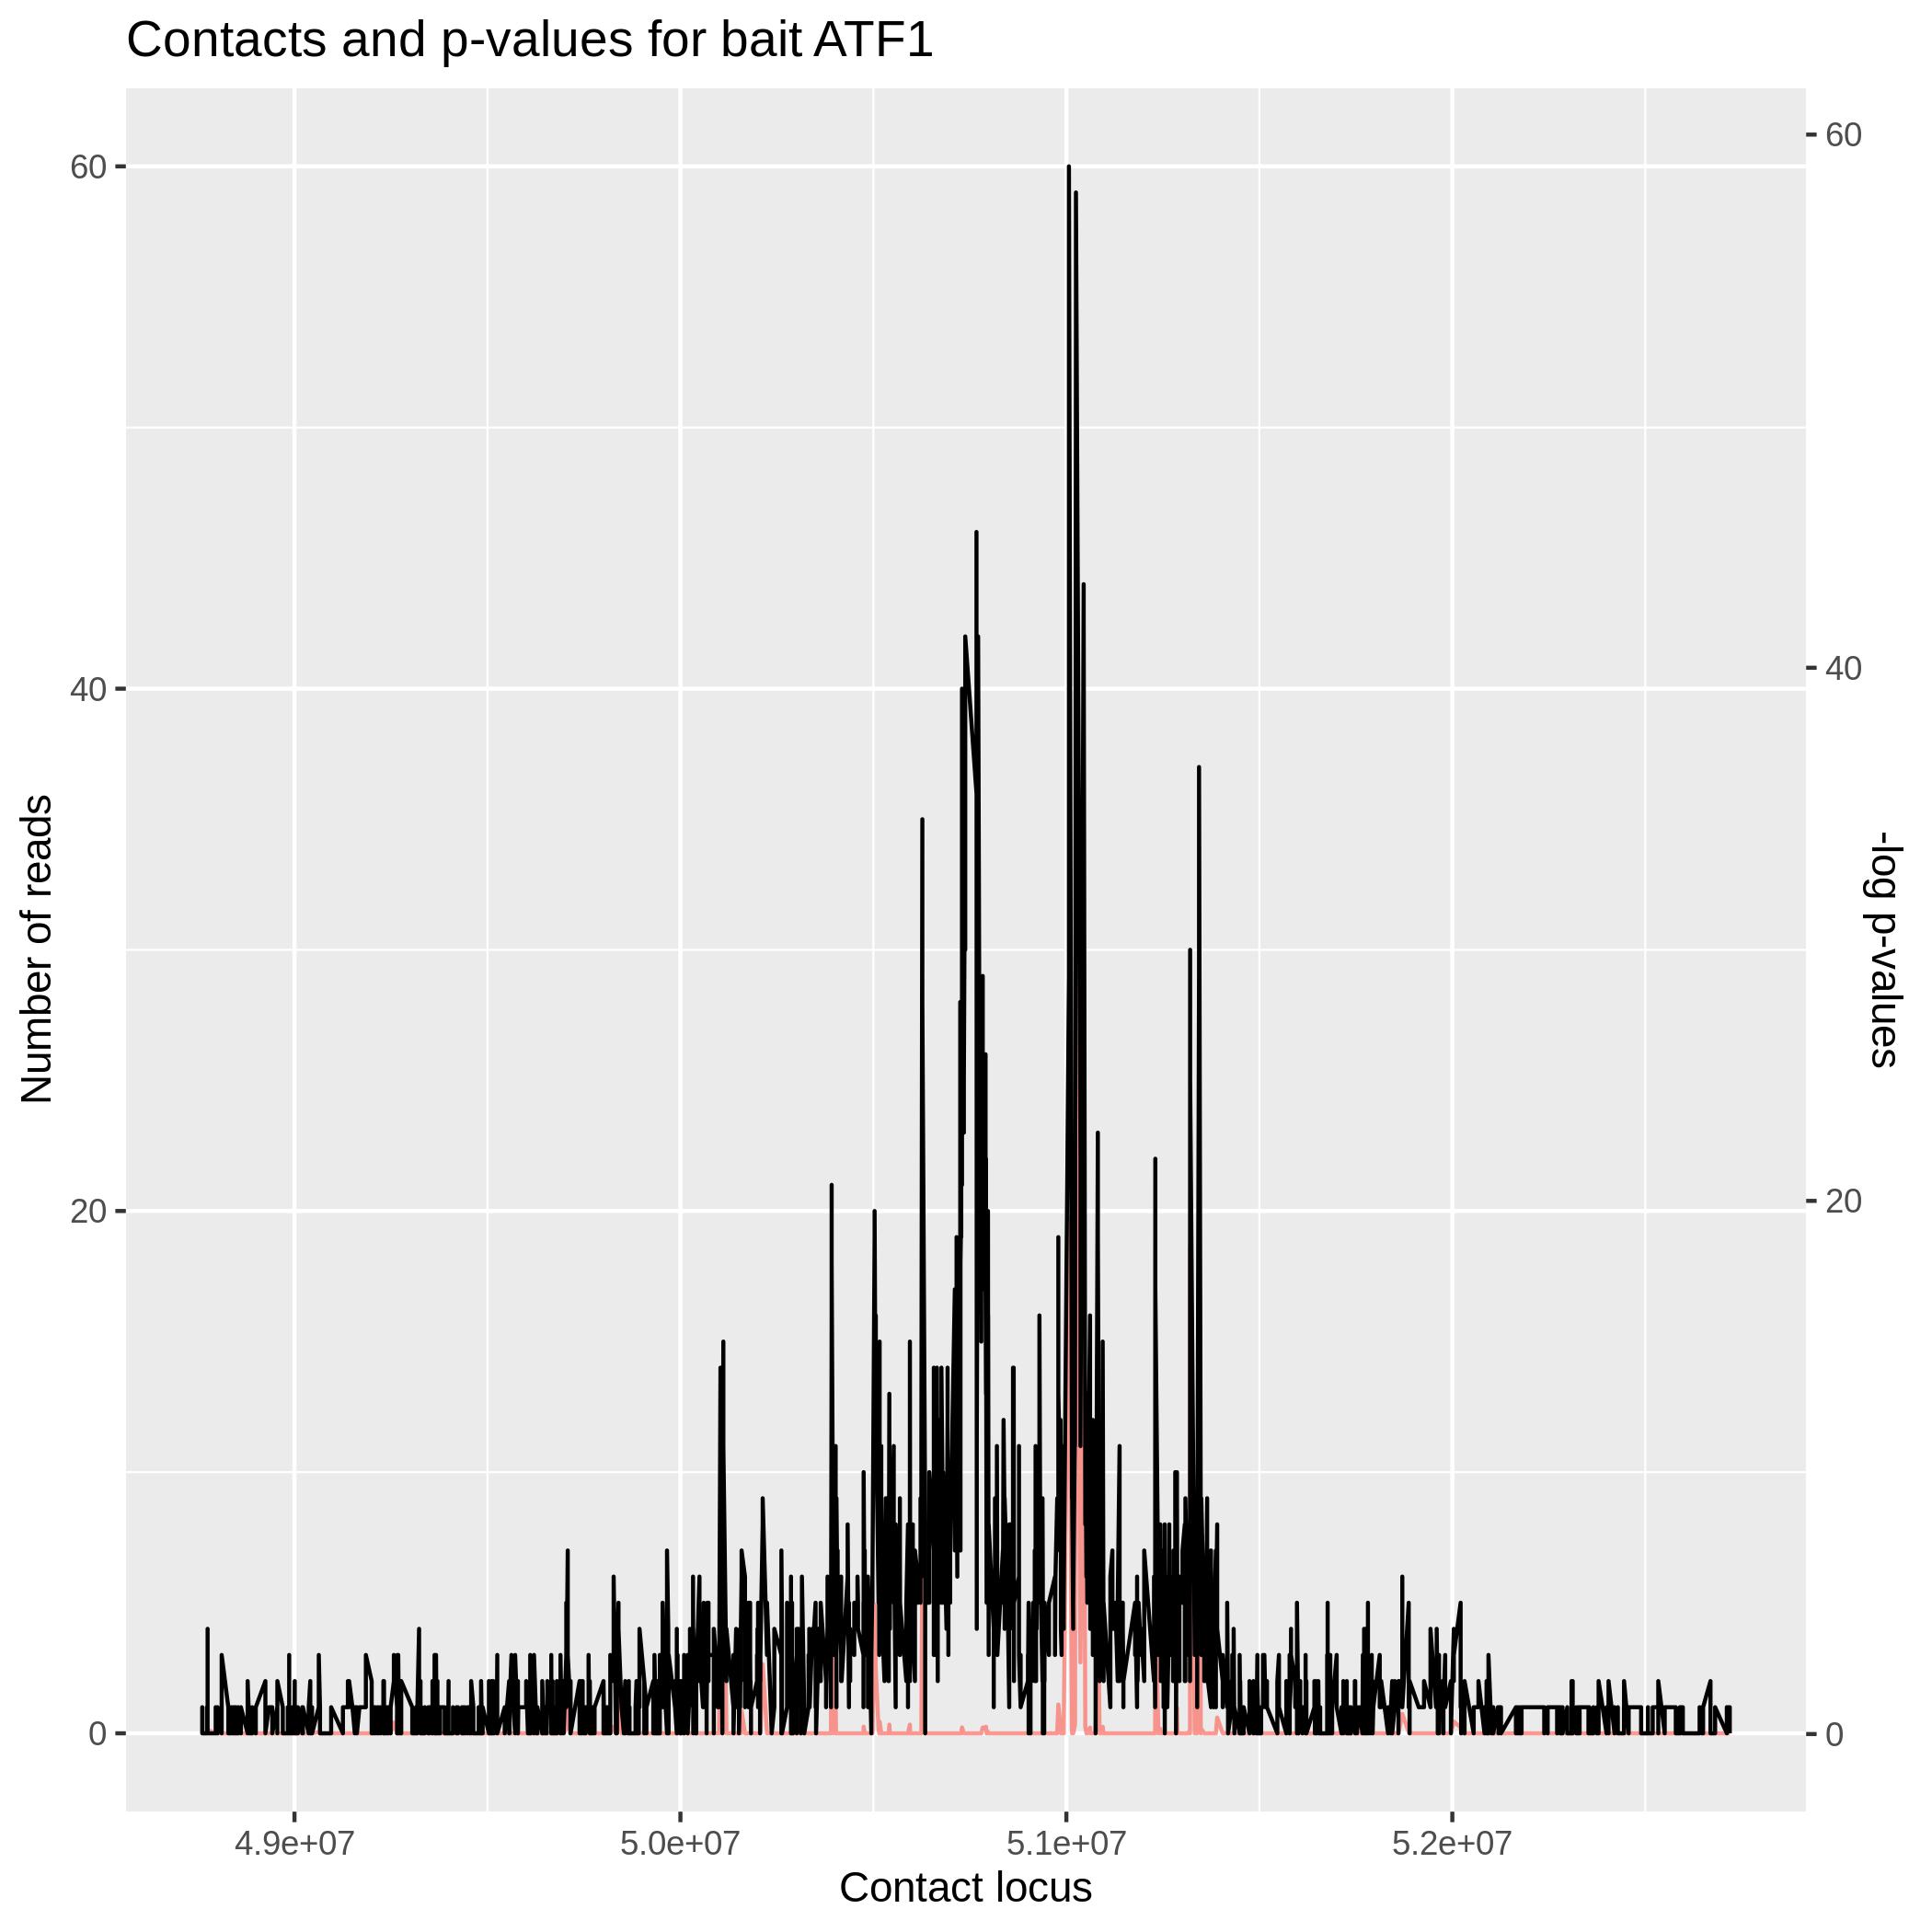 Contacts and p-values for bait ATF1
60
40
20
0
Number of reads
60
40
20
0
-log p-values
4.9e+07
5.0e+07
5.1e+07
5.2e+07
Contact locus